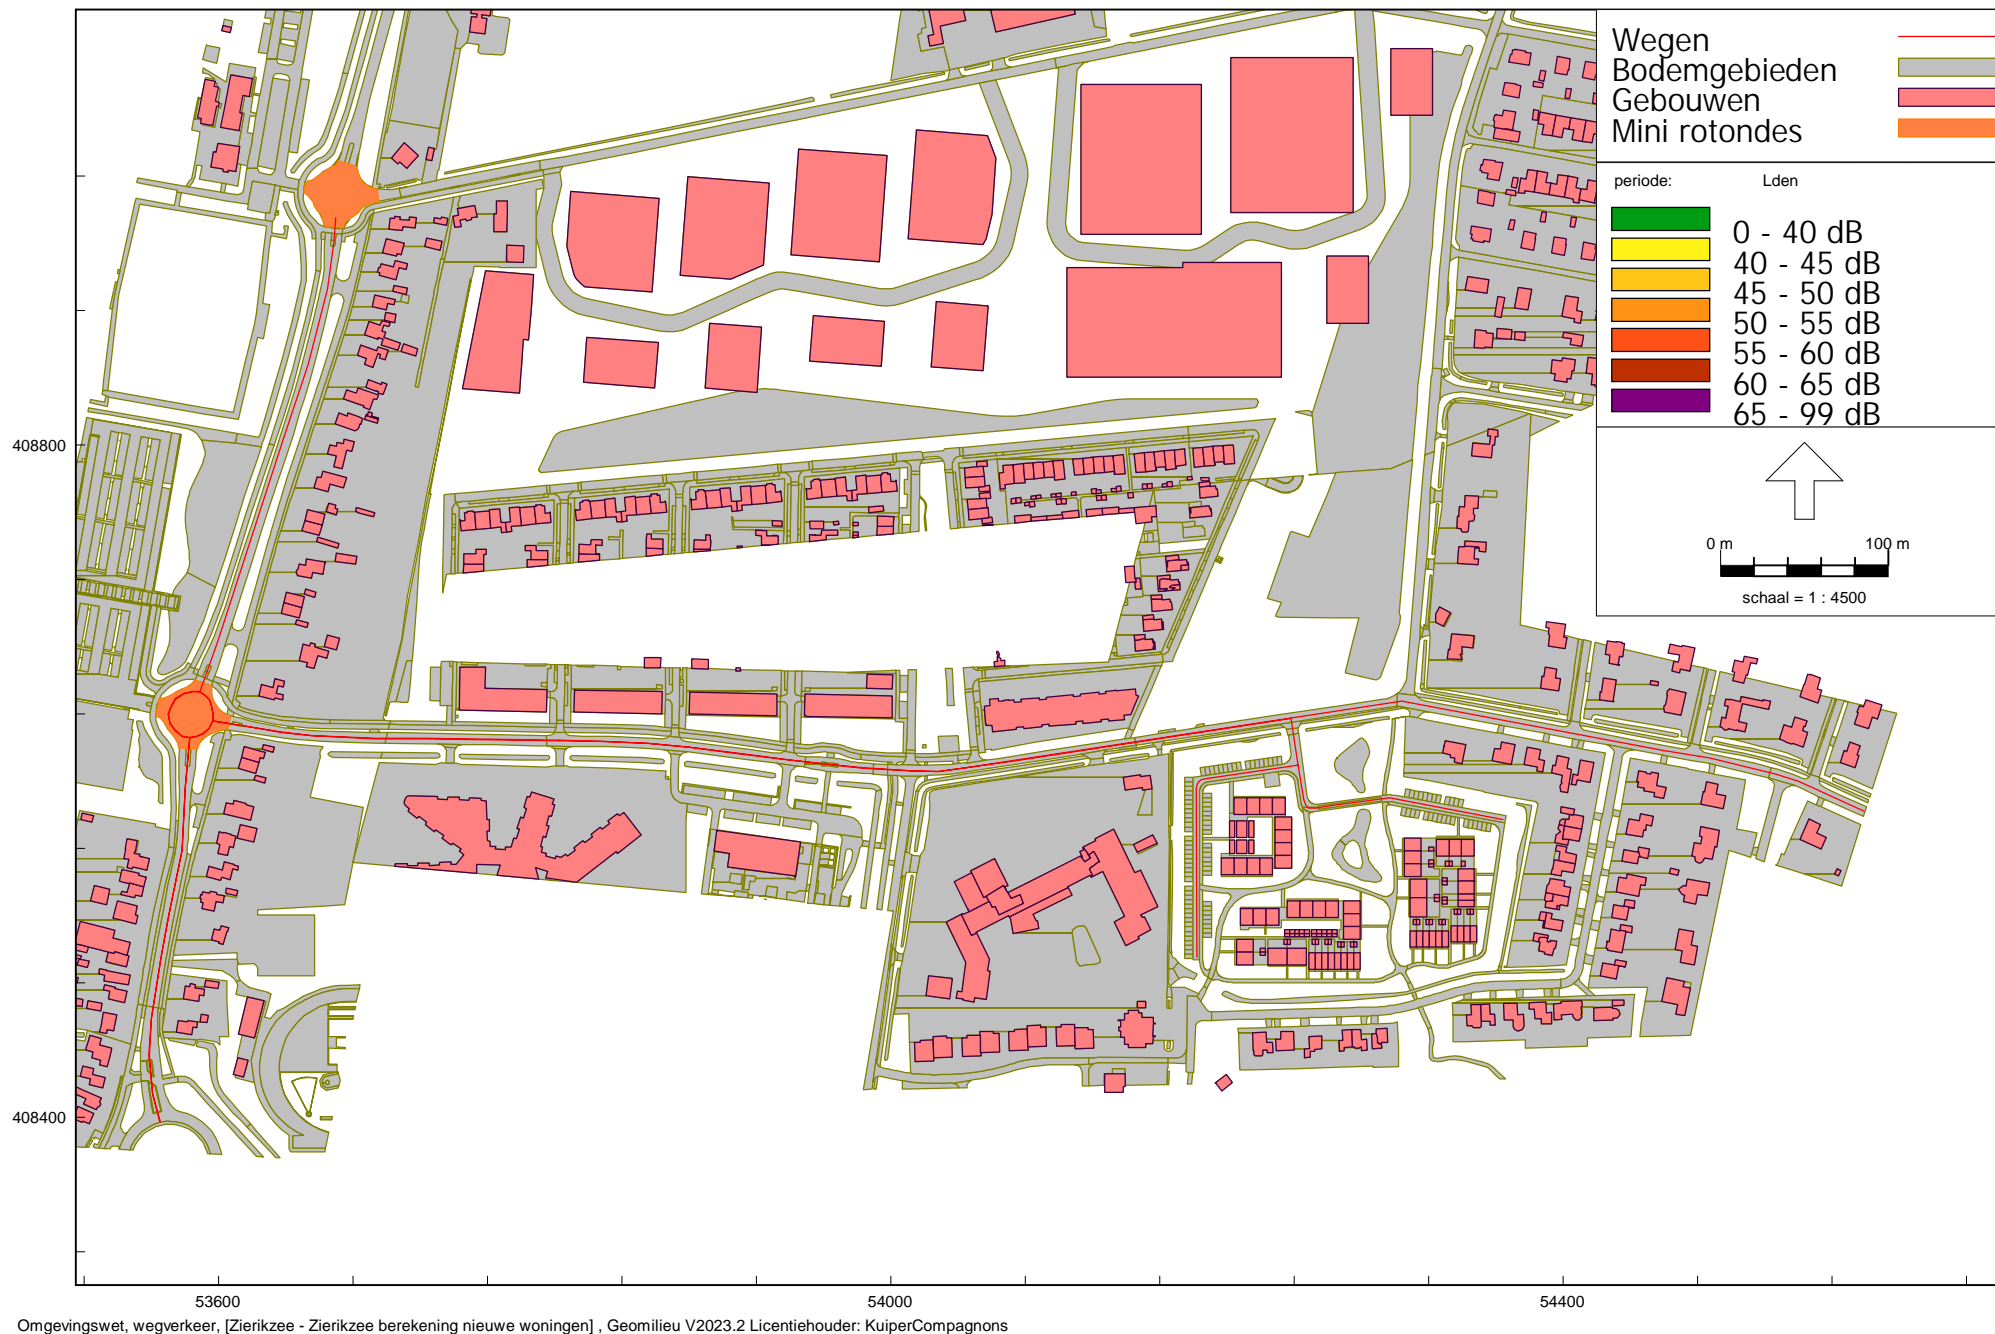 Wegen
Bodemgebieden
Gebouwen
Mini rotondes
periode: Lden
0 - 40 dB
40 - 45 dB
45 - 50 dB
50 - 55 dB
55 - 60 dB
60 - 65 dB
65 - 99 dB
0 m 100 m
schaal = 1 : 4500
408800
408400
53600 54000 54400
Omgevingswet, wegverkeer, [Zierikzee - Zierikzee berekening nieuwe woningen] , Geomilieu V2023.2 Licentiehouder: KuiperCompagnons